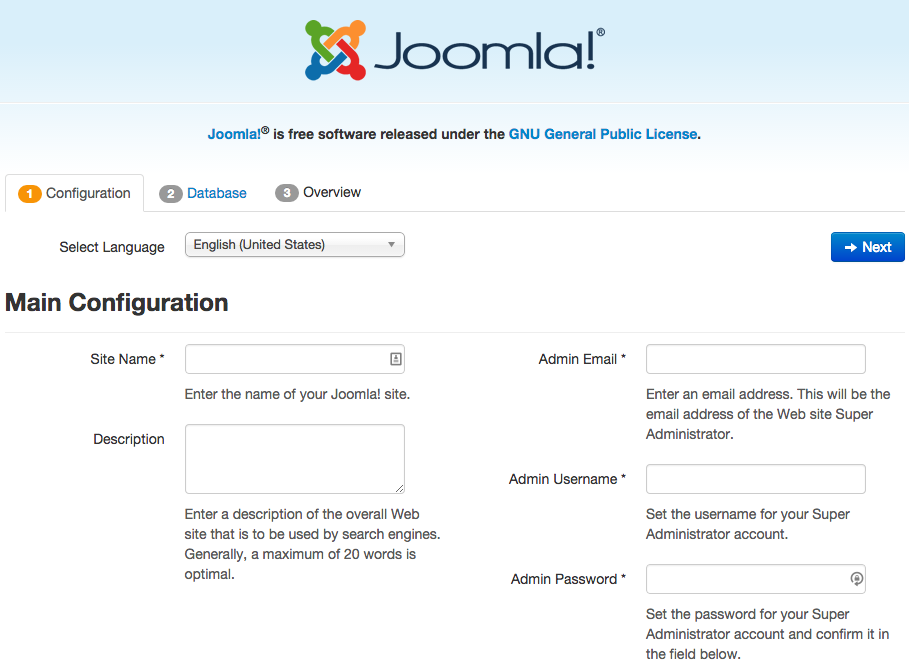 Joomla!®
Joomla!® is free software released under the GNU General Public License.
1 Configuration
2 Database
3 Overview
Select Language
English (United States)
Next
Main Configuration
Site Name *
Enter the name of your Joomla! site.
Description
Enter a description of the overall Web
site that is to be used by search engines.
Generally, a maximum of 20 words is
optimal.
Admin Email *
Enter an email address. This will be the
email address of the Web site Super
Administrator.
Admin Username *
Set the username for your Super
Administrator account.
Admin Password *
Set the password for your Super
Administrator account and confirm it in
the field below.